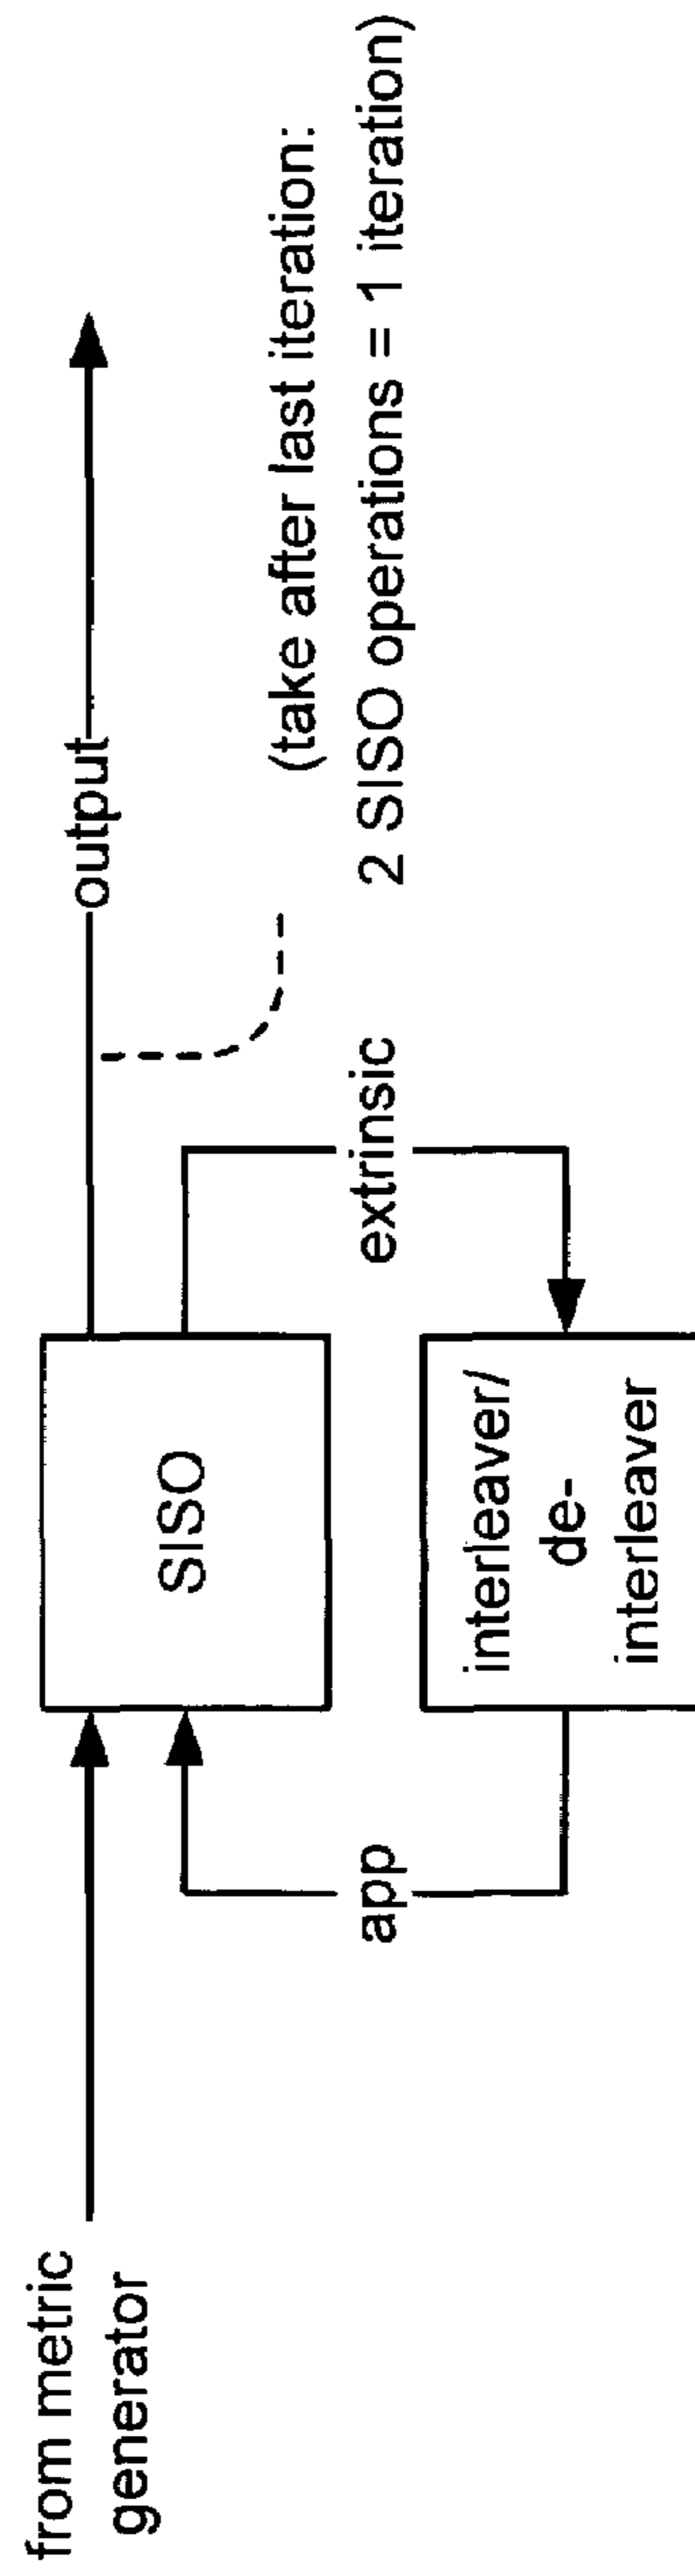 from metric
generator
SISO
output
(take after last iteration:
2 SISO operations = 1 iteration)
app
extrinsic
interleaver/
de-
interleaver